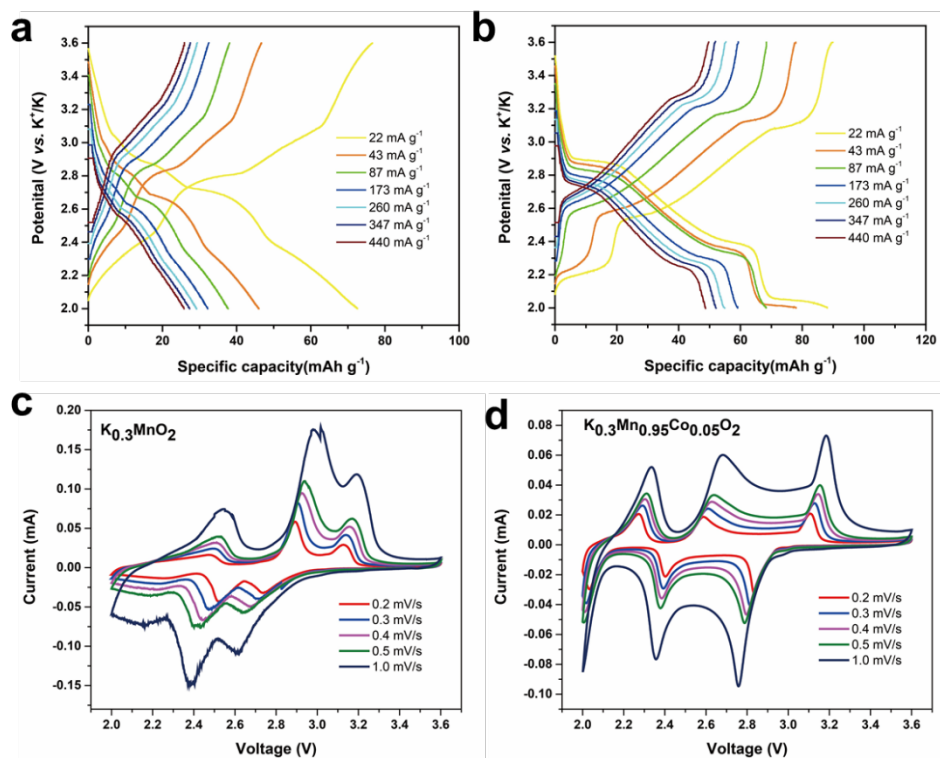 a
b
3.6
3.4
3.2
3.0
2.8
2.6
2.4
2.2
2.0
Potenital (V vs. K⁺/K)
22 mA g⁻¹
43 mA g⁻¹
87 mA g⁻¹
173 mA g⁻¹
260 mA g⁻¹
347 mA g⁻¹
440 mA g⁻¹
0 20 40 60 80 100
Specific capacity(mAh g⁻¹)
3.6
3.4
3.2
3.0
2.8
2.6
2.4
2.2
2.0
Potenital (V vs. K⁺/K)
22 mA g⁻¹
43 mA g⁻¹
87 mA g⁻¹
173 mA g⁻¹
260 mA g⁻¹
347 mA g⁻¹
440 mA g⁻¹
0 20 40 60 80 100
Specific capacity(mAh g⁻¹)
c
d
K₀.₃MnO₂
0.20
0.15
0.10
0.05
0.00
-0.05
-0.10
-0.15
Current (mA)
0.2 mV/s
0.3 mV/s
0.4 mV/s
0.5 mV/s
1.0 mV/s
2.0 2.1 2.4 2.7 3.0 3.3 3.6
Voltage (V)
K₀.₃Mn₀.₉₅Co₀.₀₅O₂
0.10
0.08
0.06
0.04
0.02
0.00
-0.02
-0.04
-0.06
-0.08
-0.10
Current (mA)
0.2 mV/s
0.3 mV/s
0.4 mV/s
0.5 mV/s
1.0 mV/s
2.0 2.2 2.4 2.6 2.8 3.0 3.2 3.4 3.6
Voltage (V)